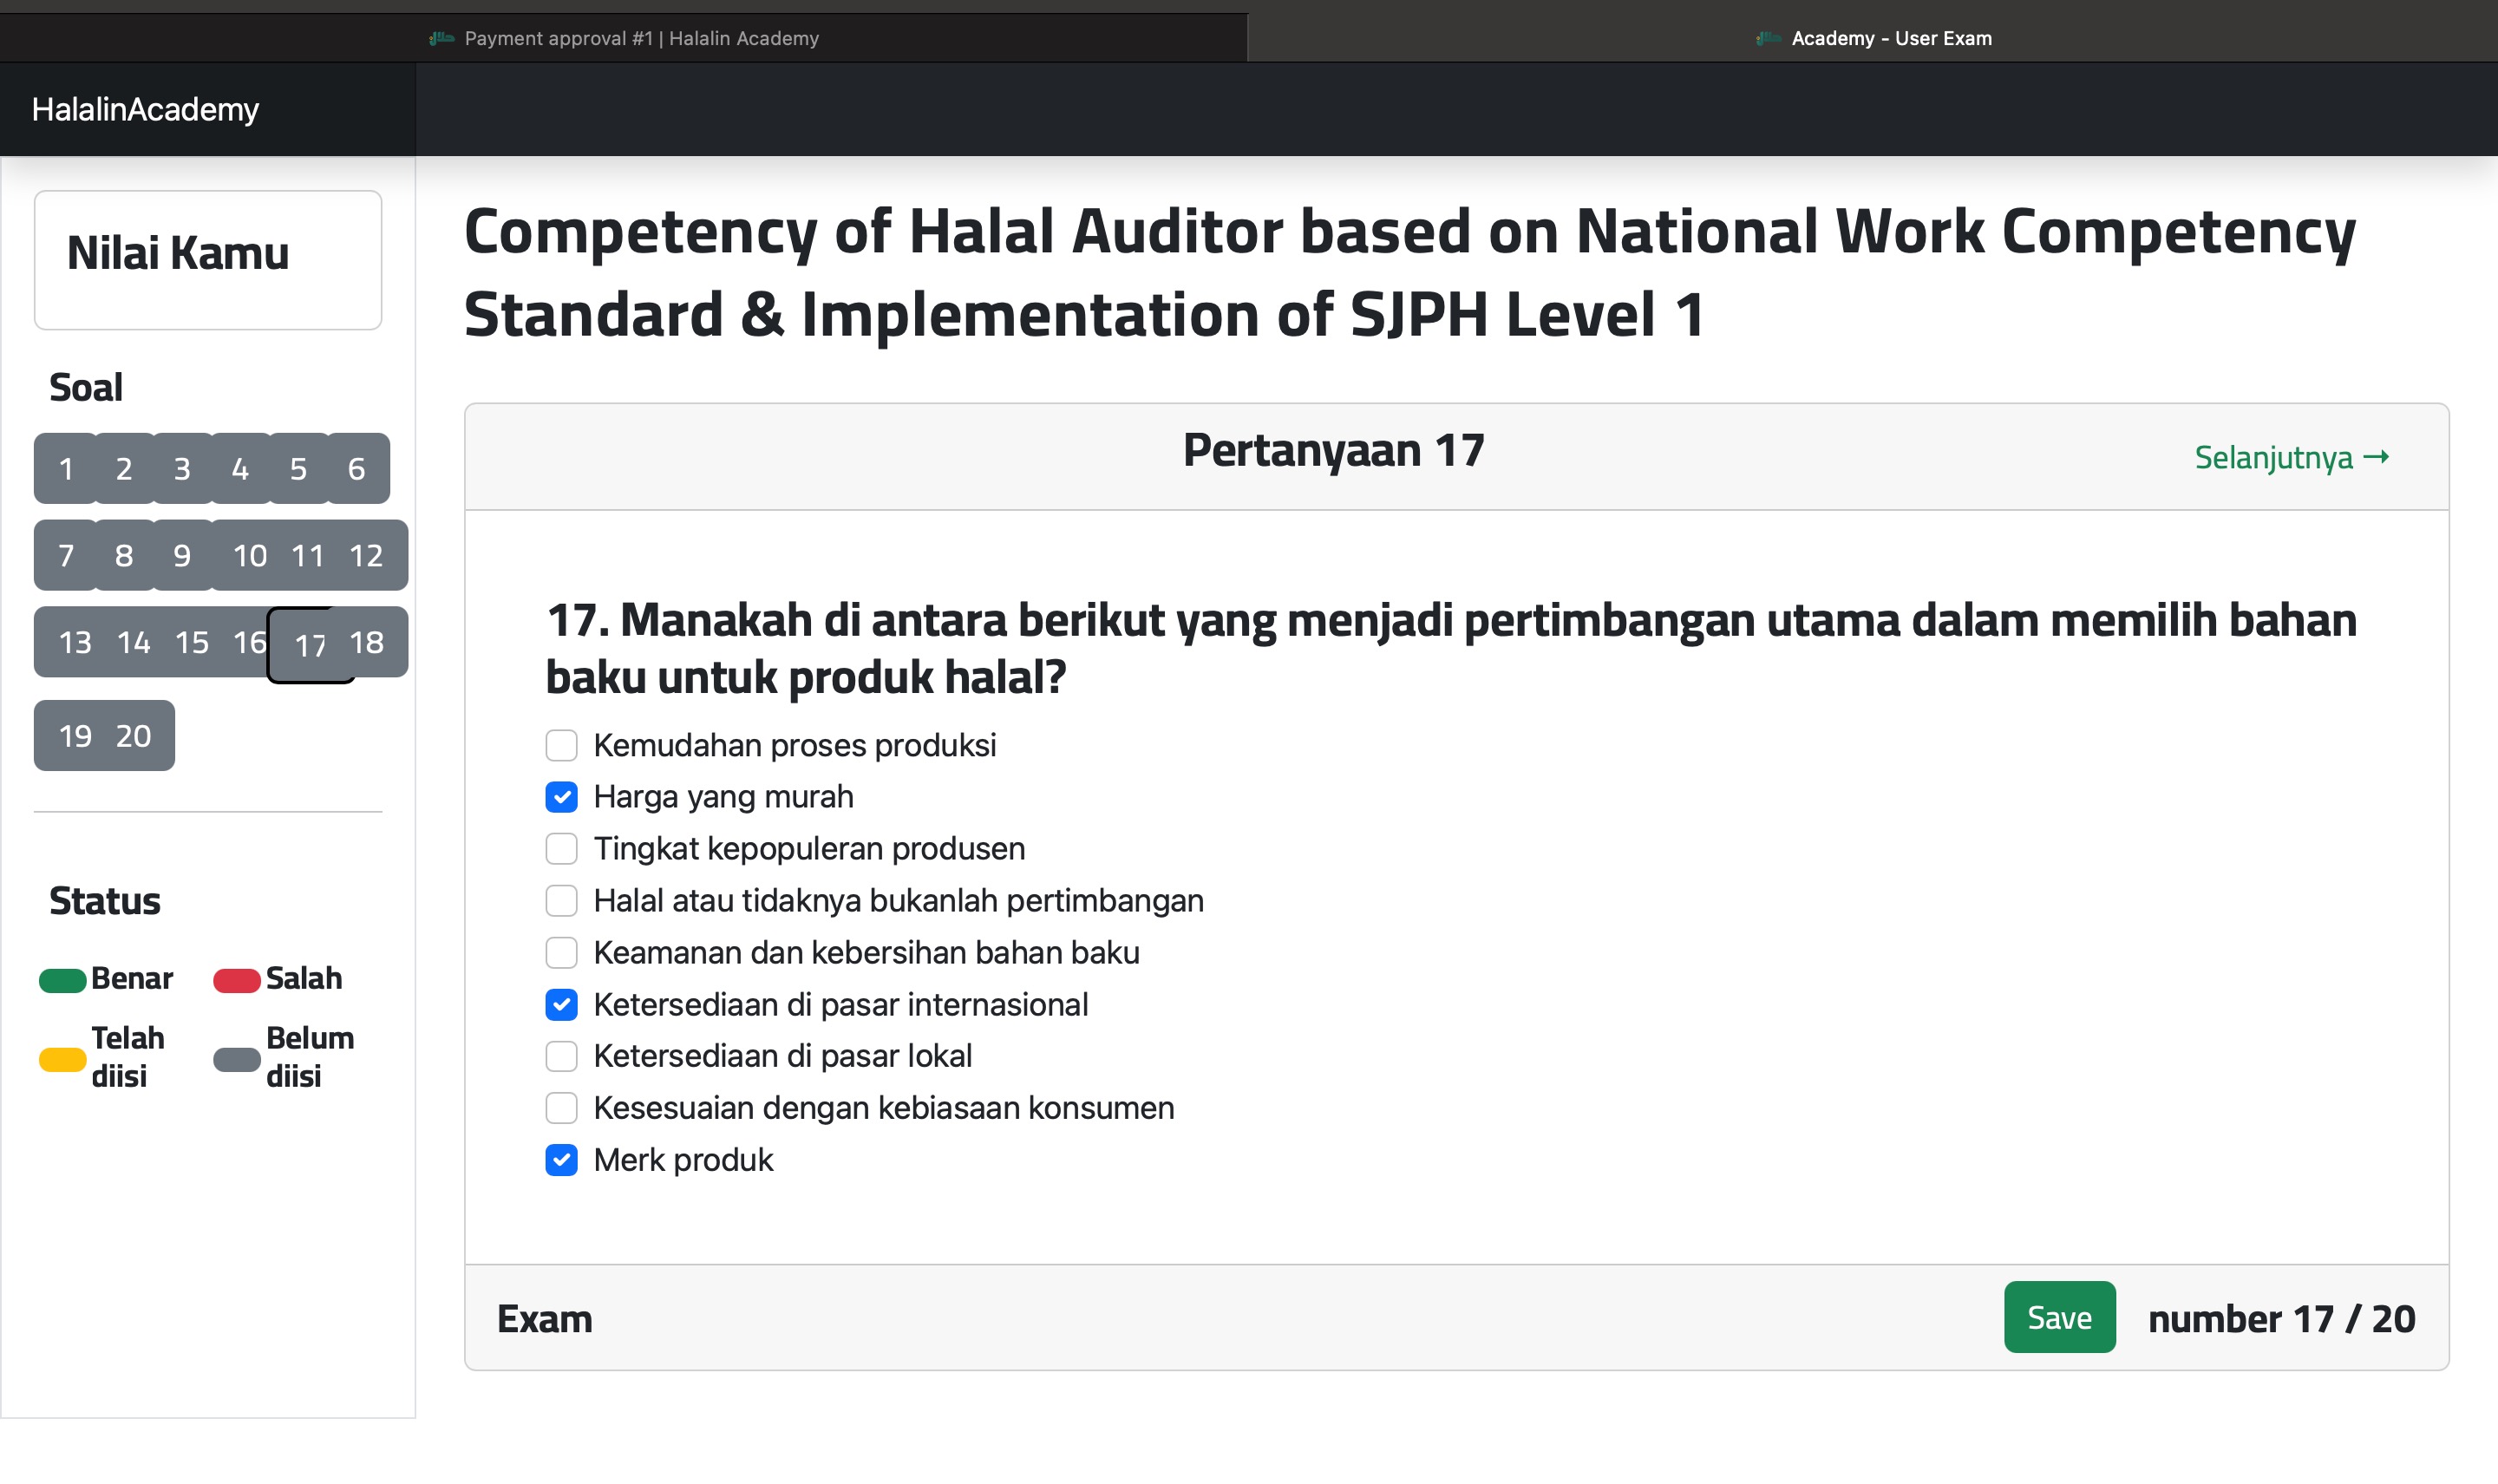 Payment approval #1 | Halalin Academy
Academy - User Exam
HalalinAcademy
Nilai Kamu
Soal
1 2 3 4 5 6
7 8 9 10 11 12
13 14 15 16 17 18
19 20
Status
Benar
Salah
Telah
diisi
Belum
diisi
Competency of Halal Auditor based on National Work Competency
Standard & Implementation of SJPH Level 1
Pertanyaan 17
Selanjutnya →
17. Manakah di antara berikut yang menjadi pertimbangan utama dalam memilih bahan
baku untuk produk halal?
Kemudahan proses produksi
Harga yang murah
Tingkat kepopuleran produsen
Halal atau tidaknya bukanlah pertimbangan
Keamanan dan kebersihan bahan baku
Ketersediaan di pasar internasional
Ketersediaan di pasar lokal
Kesesuaian dengan kebiasaan konsumen
Merk produk
Exam
Save
number 17 / 20